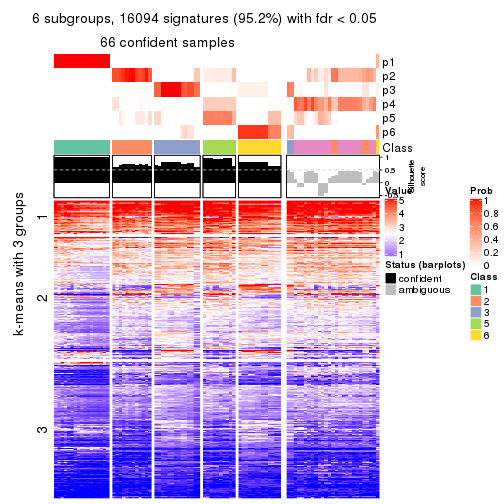 6 subgroups, 16094 signatures (95.2%) with fdr < 0.05
66 confident samples
p1
p2
p3
p4
p5
p6
Class
1
0.5
0
-0.5
Silhouette
score
k-means with 3 groups
1
2
3
Value
5
4
3
2
1
Status (barplots)
confident
ambiguous
Prob
1
0.8
0.6
0.4
0.2
0
Class
1
2
3
5
6